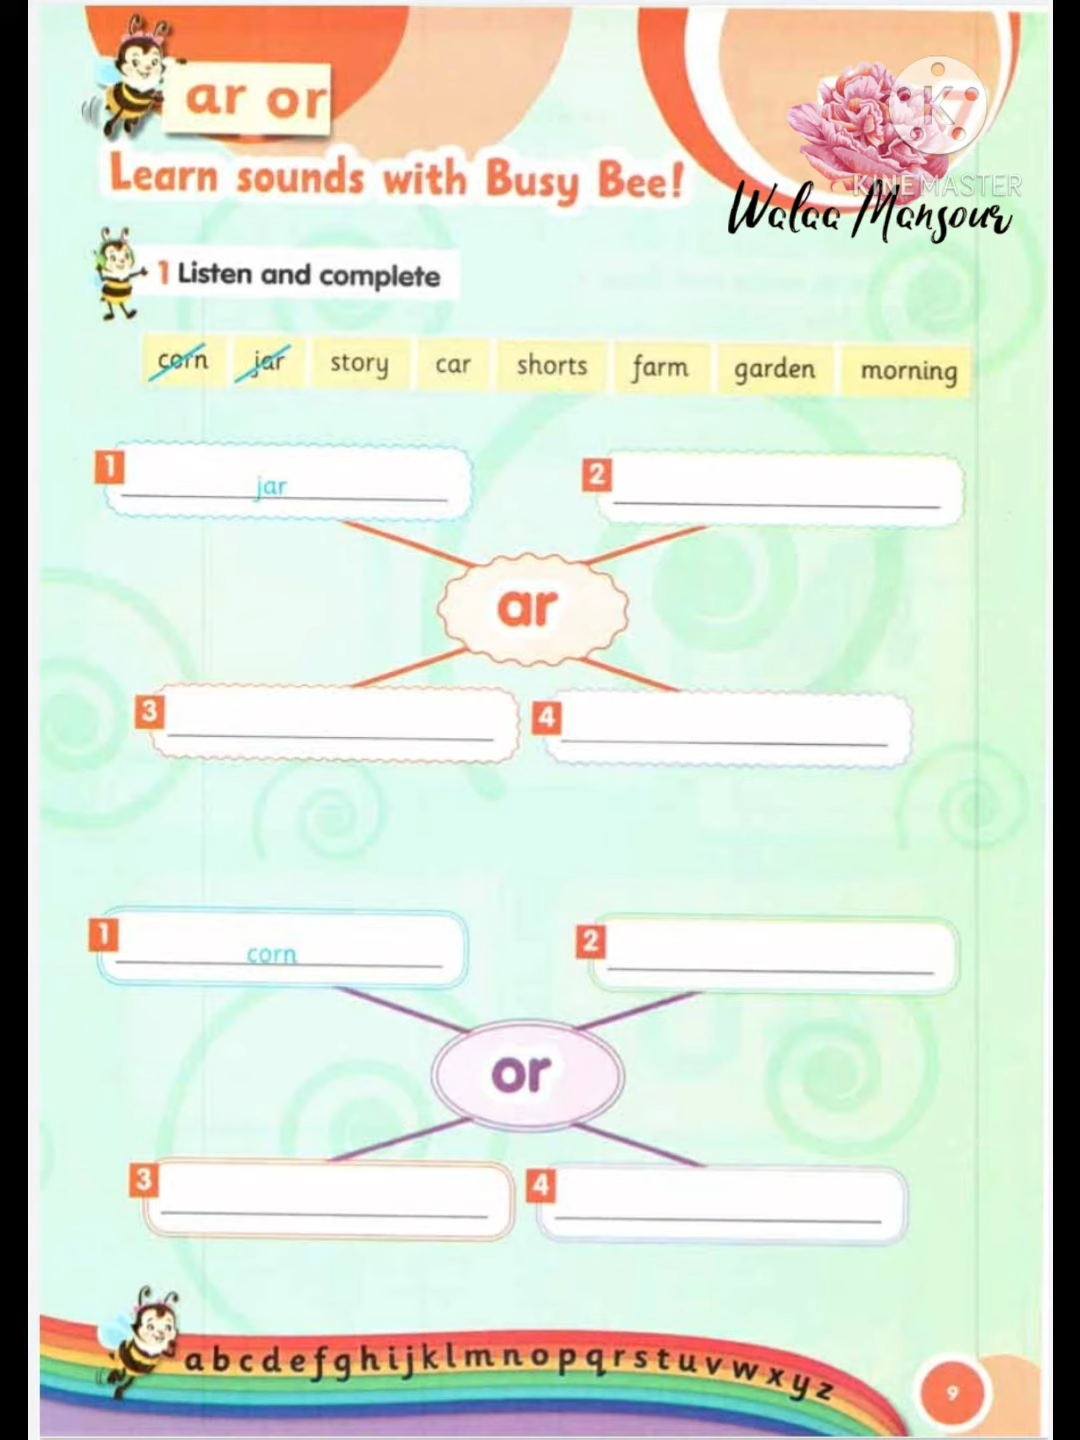 ar or
K7
KINEMASTER
Walaa Mansour
Learn sounds with Busy Bee!
1 Listen and complete
corn jar story car shorts farm garden morning
1 jar
2
ar
3
4
1 corn
2
or
3
4
a b c d e f g h i j k l m n o p q r s t u v w x y z
9